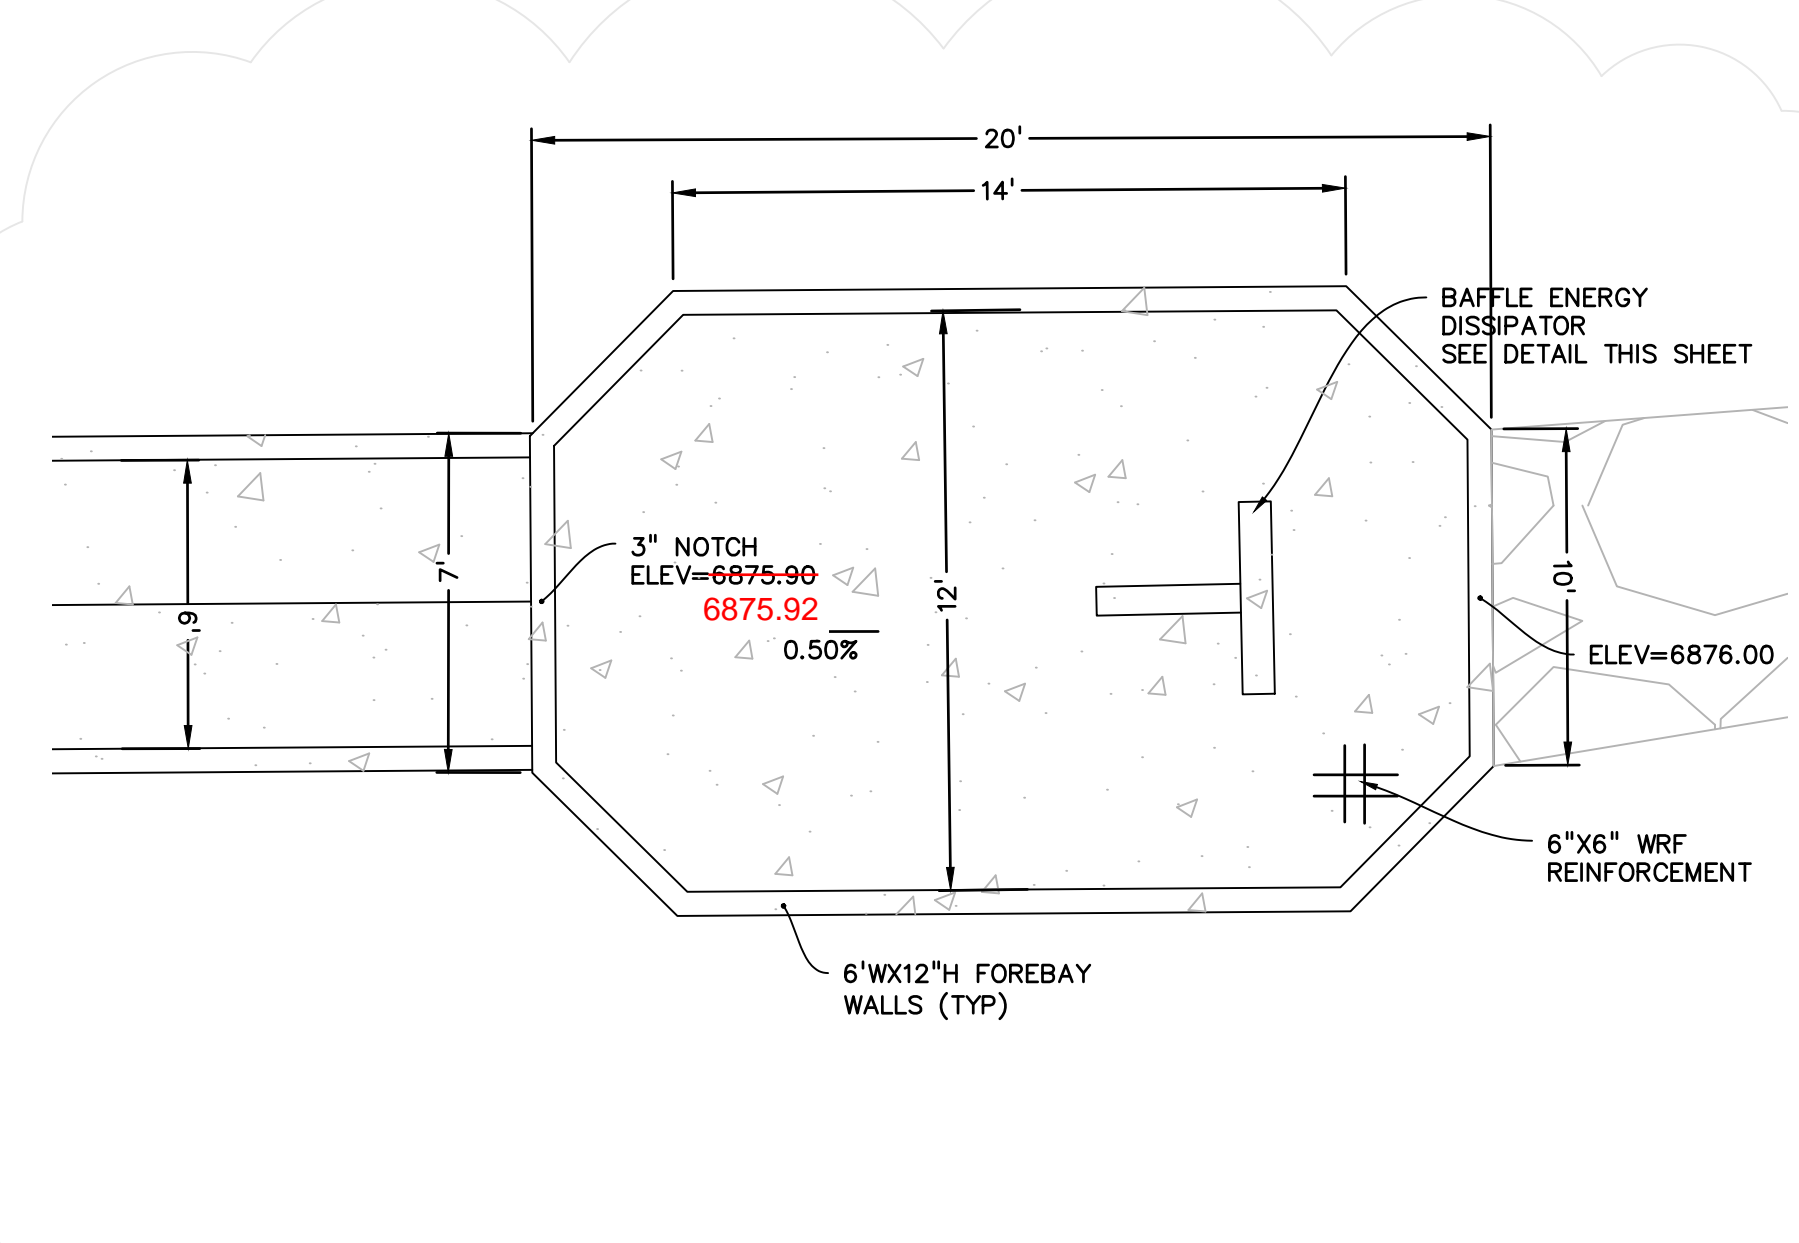 20'
14'
BAFFLE ENERGY
DISSIPATOR
SEE DETAIL THIS SHEET
3" NOTCH
ELEV=6875.90
6875.92
0.50%
7'
6'
12'
10'
ELEV=6876.00
6"X6" WRF
REINFORCEMENT
6'WX12"H FOREBAY
WALLS (TYP)